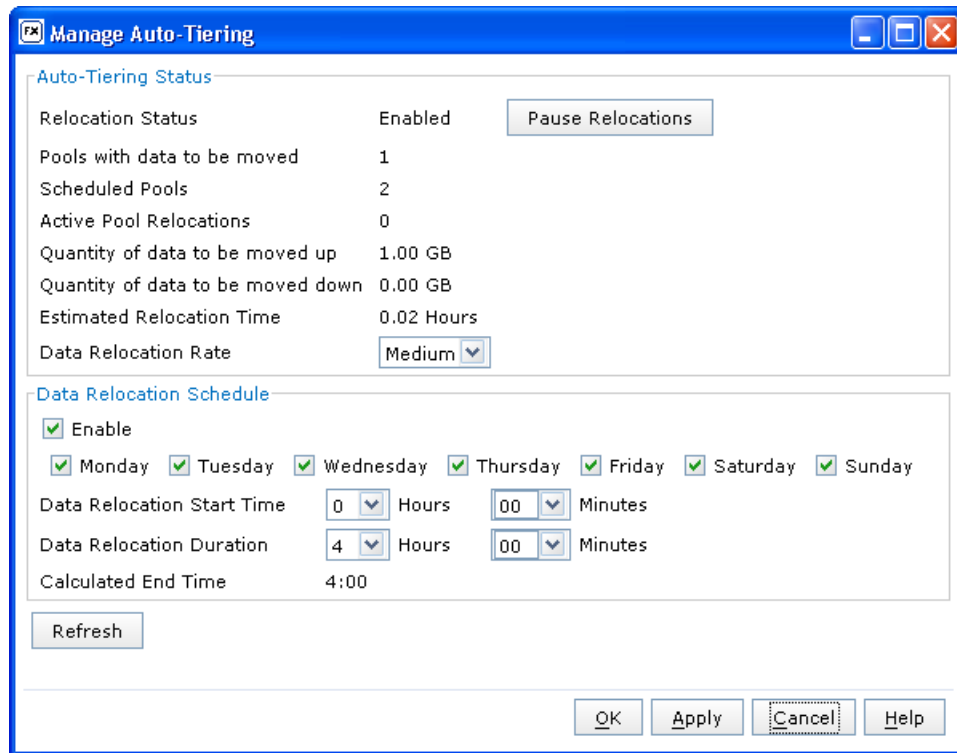 FX Manage Auto-Tiering
Auto-Tiering Status
Relocation Status Enabled Pause Relocations
Pools with data to be moved 1
Scheduled Pools 2
Active Pool Relocations 0
Quantity of data to be moved up 1.00 GB
Quantity of data to be moved down 0.00 GB
Estimated Relocation Time 0.02 Hours
Data Relocation Rate Medium
Data Relocation Schedule
Enable
Monday Tuesday Wednesday Thursday Friday Saturday Sunday
Data Relocation Start Time 0 Hours 00 Minutes
Data Relocation Duration 4 Hours 00 Minutes
Calculated End Time 4:00
Refresh
OK Apply Cancel Help